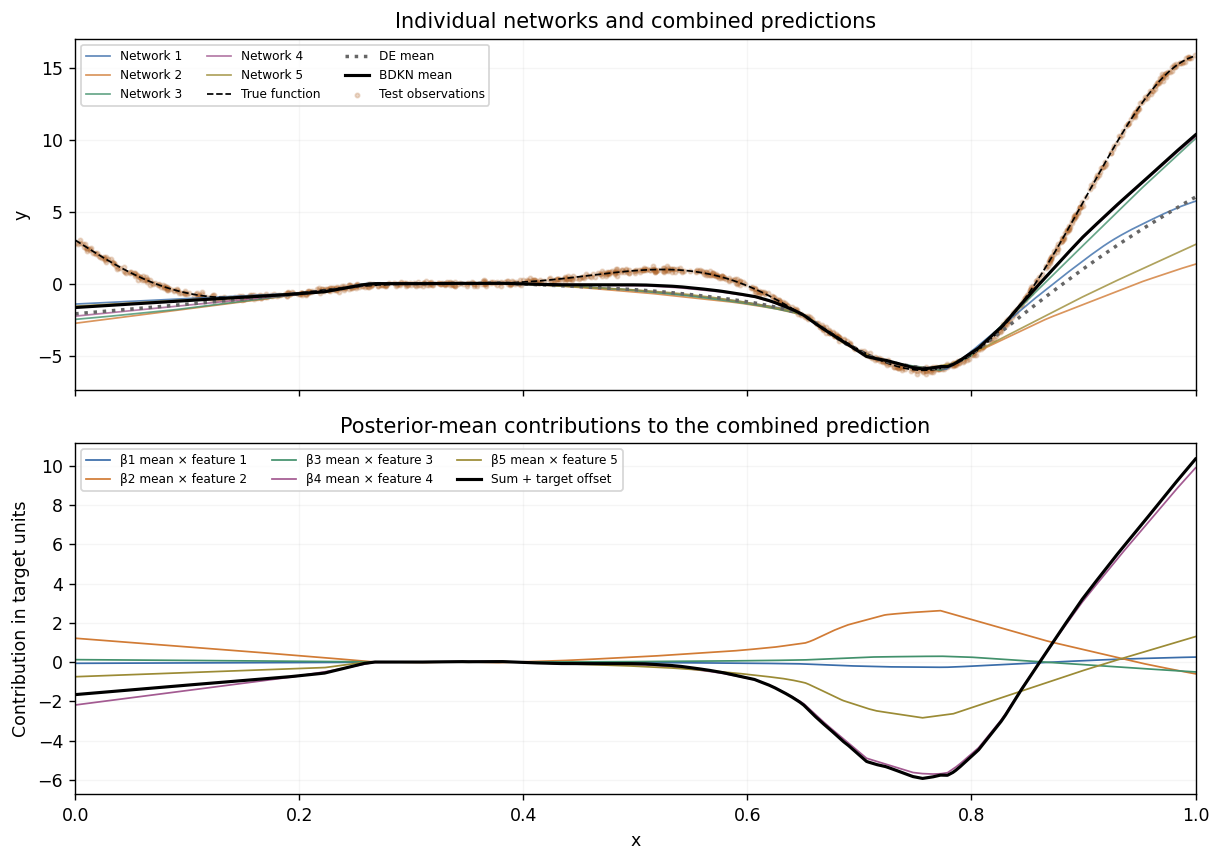 Individual networks and combined predictions
Network 1
Network 2
Network 3
Network 4
Network 5
True function
DE mean
BDKN mean
Test observations
15
10
5
0
−5
y
Posterior-mean contributions to the combined prediction
β1 mean × feature 1
β2 mean × feature 2
β3 mean × feature 3
β4 mean × feature 4
β5 mean × feature 5
Sum + target offset
10
8
6
4
2
0
−2
−4
−6
Contribution in target units
0.0
0.2
0.4
0.6
0.8
1.0
x